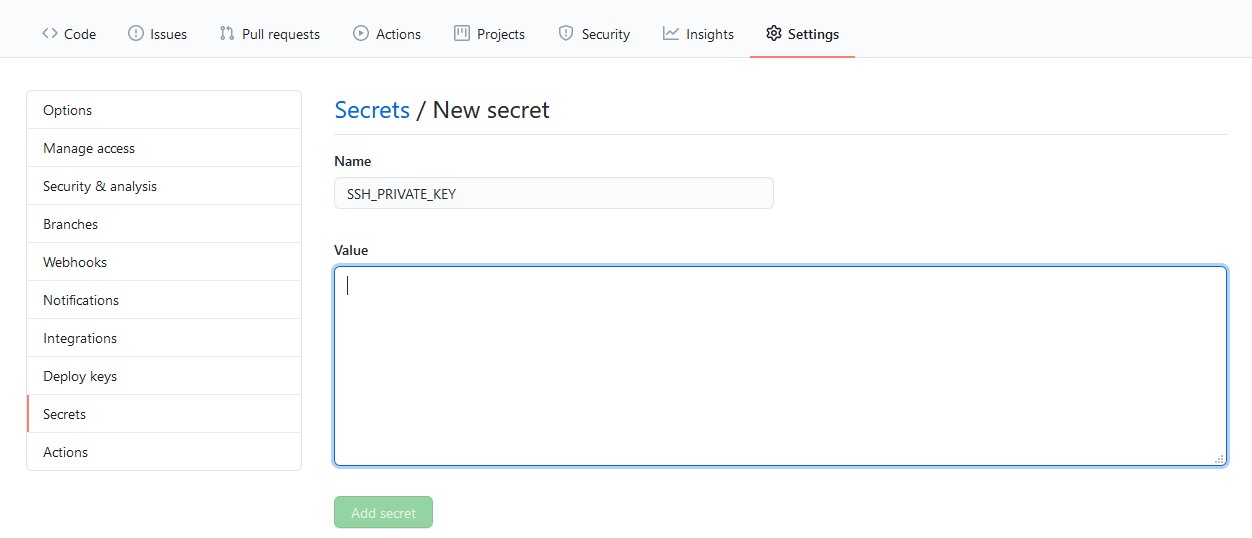 Code Issues Pull requests Actions Projects Security Insights Settings
Options
Manage access
Security & analysis
Branches
Webhooks
Notifications
Integrations
Deploy keys
Secrets
Actions
Secrets / New secret
Name
SSH_PRIVATE_KEY
Value
Add secret